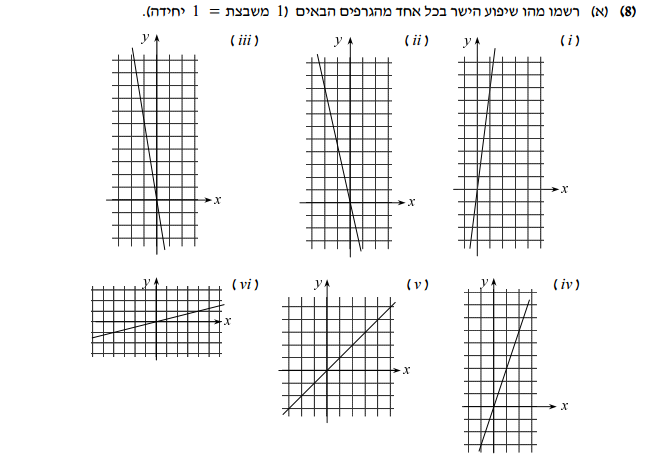 (8) (א) רשמו מהו שיפוע הישר בכל אחד מהגרפים הבאים (1 משבצת = 1 יחידה).
(i) (ii) (iii)
y y y
x x x
(iv) (v) (vi)
y y y
x x x